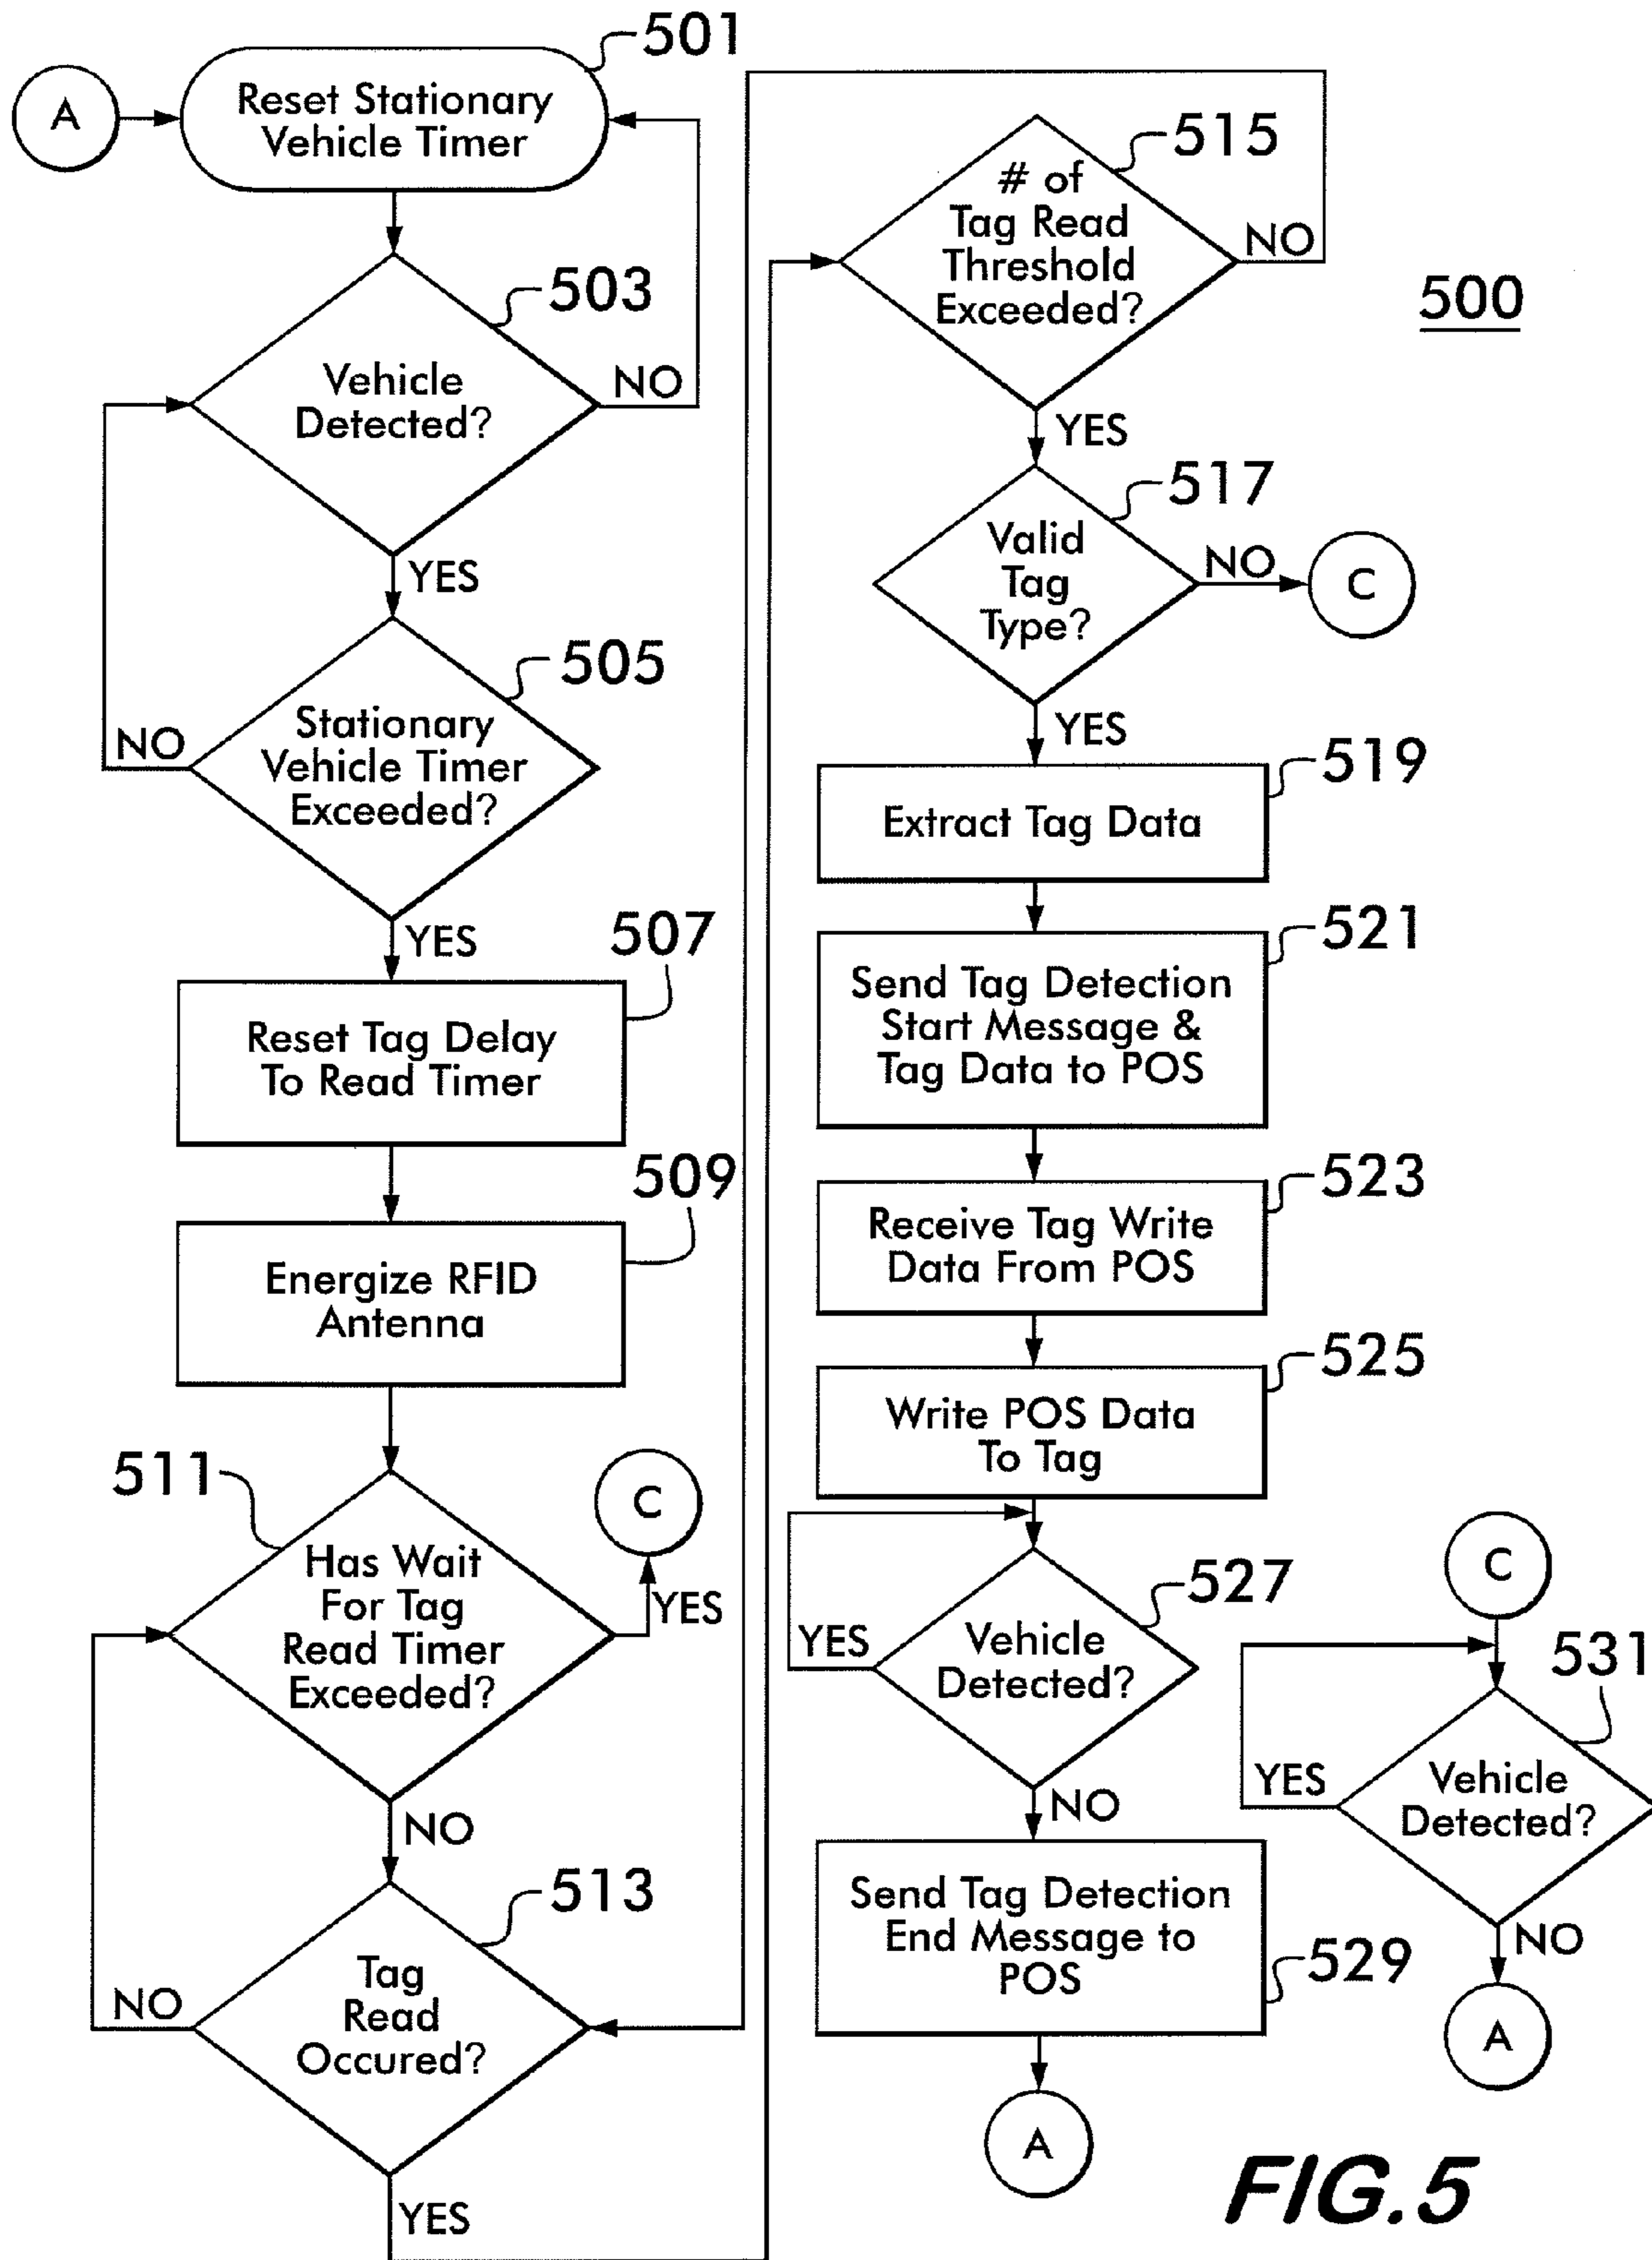 501
A
Reset Stationary
Vehicle Timer
503
Vehicle
Detected?
NO
YES
505
Stationary
Vehicle Timer
Exceeded?
NO
YES
507
Reset Tag Delay
To Read Timer
509
Energize RFID
Antenna
511
C
Has Wait
For Tag
Read Timer
Exceeded?
YES
NO
513
Tag
Read
Occured?
NO
YES
515
# of
Tag Read
Threshold
Exceeded?
NO
500
YES
517
Valid
Tag
Type?
NO
C
YES
519
Extract Tag Data
521
Send Tag Detection
Start Message &
Tag Data to POS
523
Receive Tag Write
Data From POS
525
Write POS Data
To Tag
527
Vehicle
Detected?
YES
NO
Send Tag Detection
End Message to
POS
529
A
C
531
Vehicle
Detected?
YES
NO
A
FIG.5